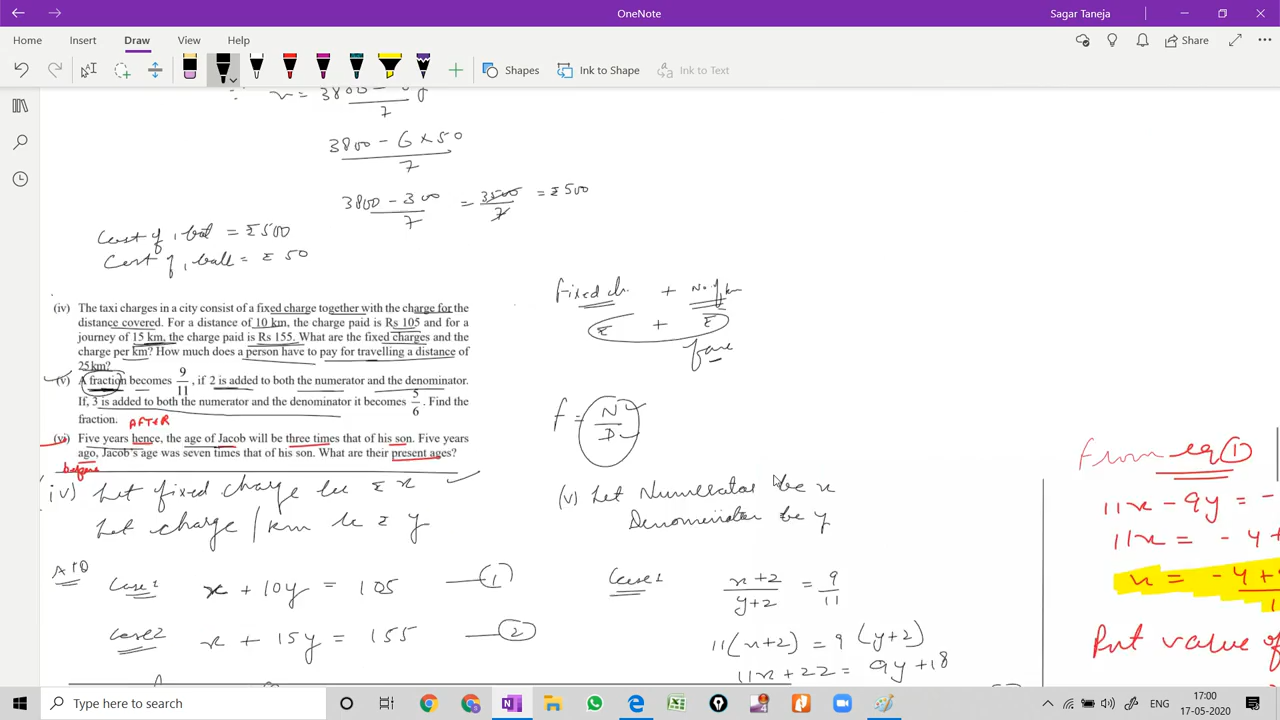 OneNote
Sagar Taneja
Home Insert Draw View Help
Share
Shapes Ink to Shape Ink to Text
3800 - 6 × 50
7
3800 - 300 = 3500 = ₹ 500
7 7
Cost of 1 bat = ₹ 500
Cost of 1 ball = ₹ 50
fixed ch + No. of km
₹ + ₹
fare
(iv) The taxi charges in a city consist of a fixed charge together with the charge for the
distance covered. For a distance of 10 km, the charge paid is Rs 105 and for a
journey of 15 km, the charge paid is Rs 155. What are the fixed charges and the
charge per km? How much does a person have to pay for travelling a distance of
25 km?
(v) A fraction becomes 9/11, if 2 is added to both the numerator and the denominator.
If, 3 is added to both the numerator and the denominator it becomes 5/6. Find the
fraction.
AFTER
(vi) Five years hence, the age of Jacob will be three times that of his son. Five years
ago, Jacob's age was seven times that of his son. What are their present ages?
before
f = N/D
(iv) Let fixed charge be ₹ x
Let charge / km be ₹ y
ATQ
Case 1 x + 10y = 105 — (1)
Case 2 x + 15y = 155 — (2)
(v) Let Numerator be x
Denominator be y
Case 1 x+2/y+2 = 9/11
11(x+2) = 9(y+2)
11x+22 = 9y+18
From eq (1)
11x - 9y = -
11x = -4+
x = -4+
Put value of
Type here to search
ENG
17:00
17-05-2020